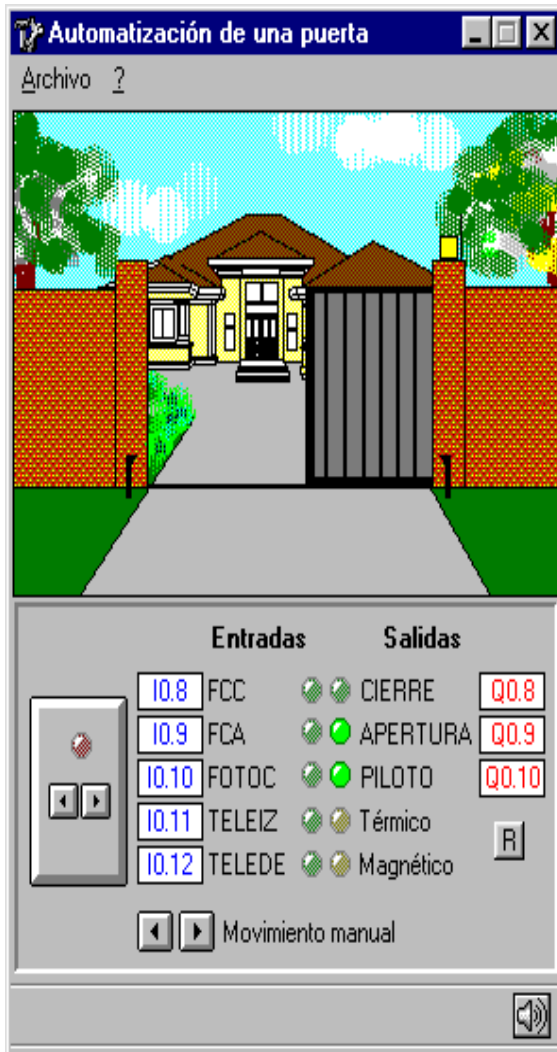 Automatización de una puerta
Archivo ?
Entradas Salidas
I0.8 FCC CIERRE Q0.8
I0.9 FCA APERTURA Q0.9
I0.10 FOTOC PILOTO Q0.10
I0.11 TELEIZ Térmico
R
I0.12 TELEDE Magnético
Movimiento manual